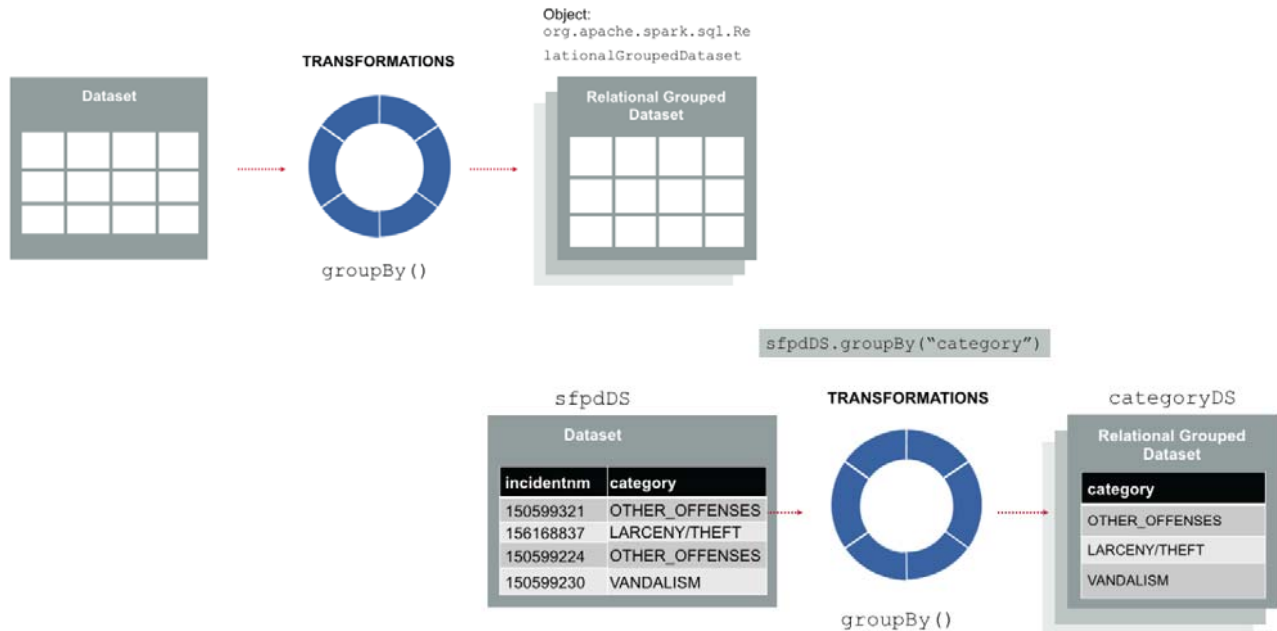 Object:
org.apache.spark.sql.Re
lationalGroupedDataset
TRANSFORMATIONS
Dataset
Relational Grouped
Dataset
groupBy()
sfpdDS.groupBy(“category”)
sfpdDS
TRANSFORMATIONS
categoryDS
Dataset
Relational Grouped
Dataset
incidentnm category
150599321 OTHER_OFFENSES
156168837 LARCENY/THEFT
150599224 OTHER_OFFENSES
150599230 VANDALISM
category
OTHER_OFFENSES
LARCENY/THEFT
VANDALISM
groupBy()